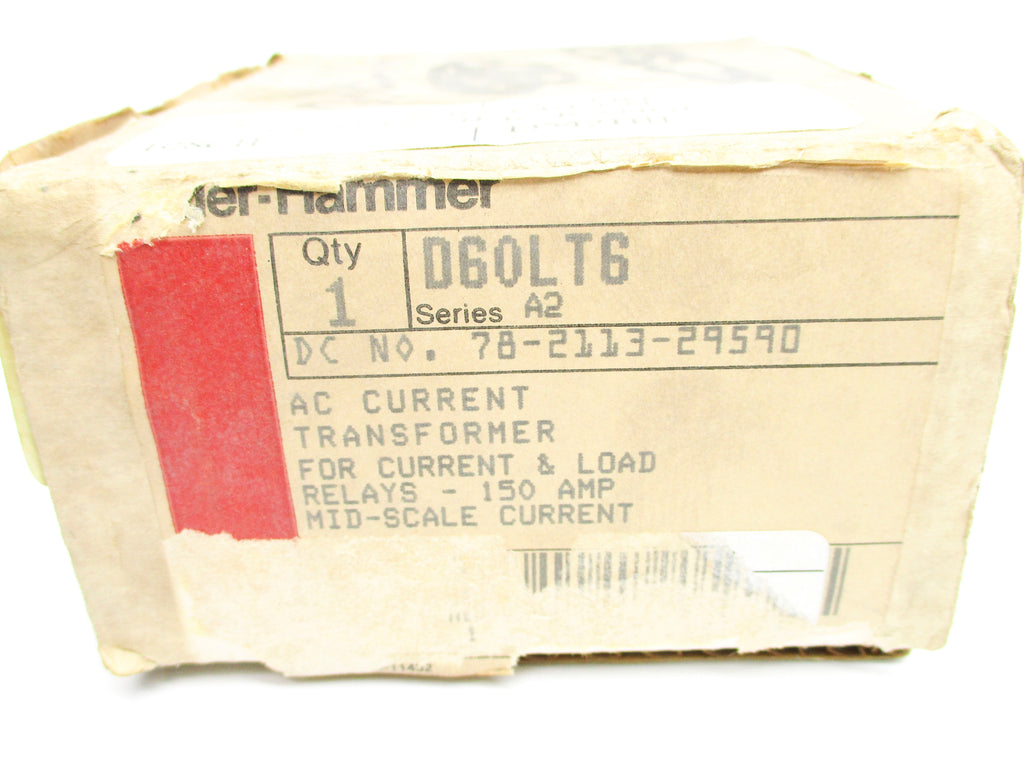 ler-Hammer
Qty
1
D60LT6
Series A2
DC NO. 78-2113-29590
AC CURRENT
TRANSFORMER
FOR CURRENT & LOAD
RELAYS - 150 AMP
MID-SCALE CURRENT
1